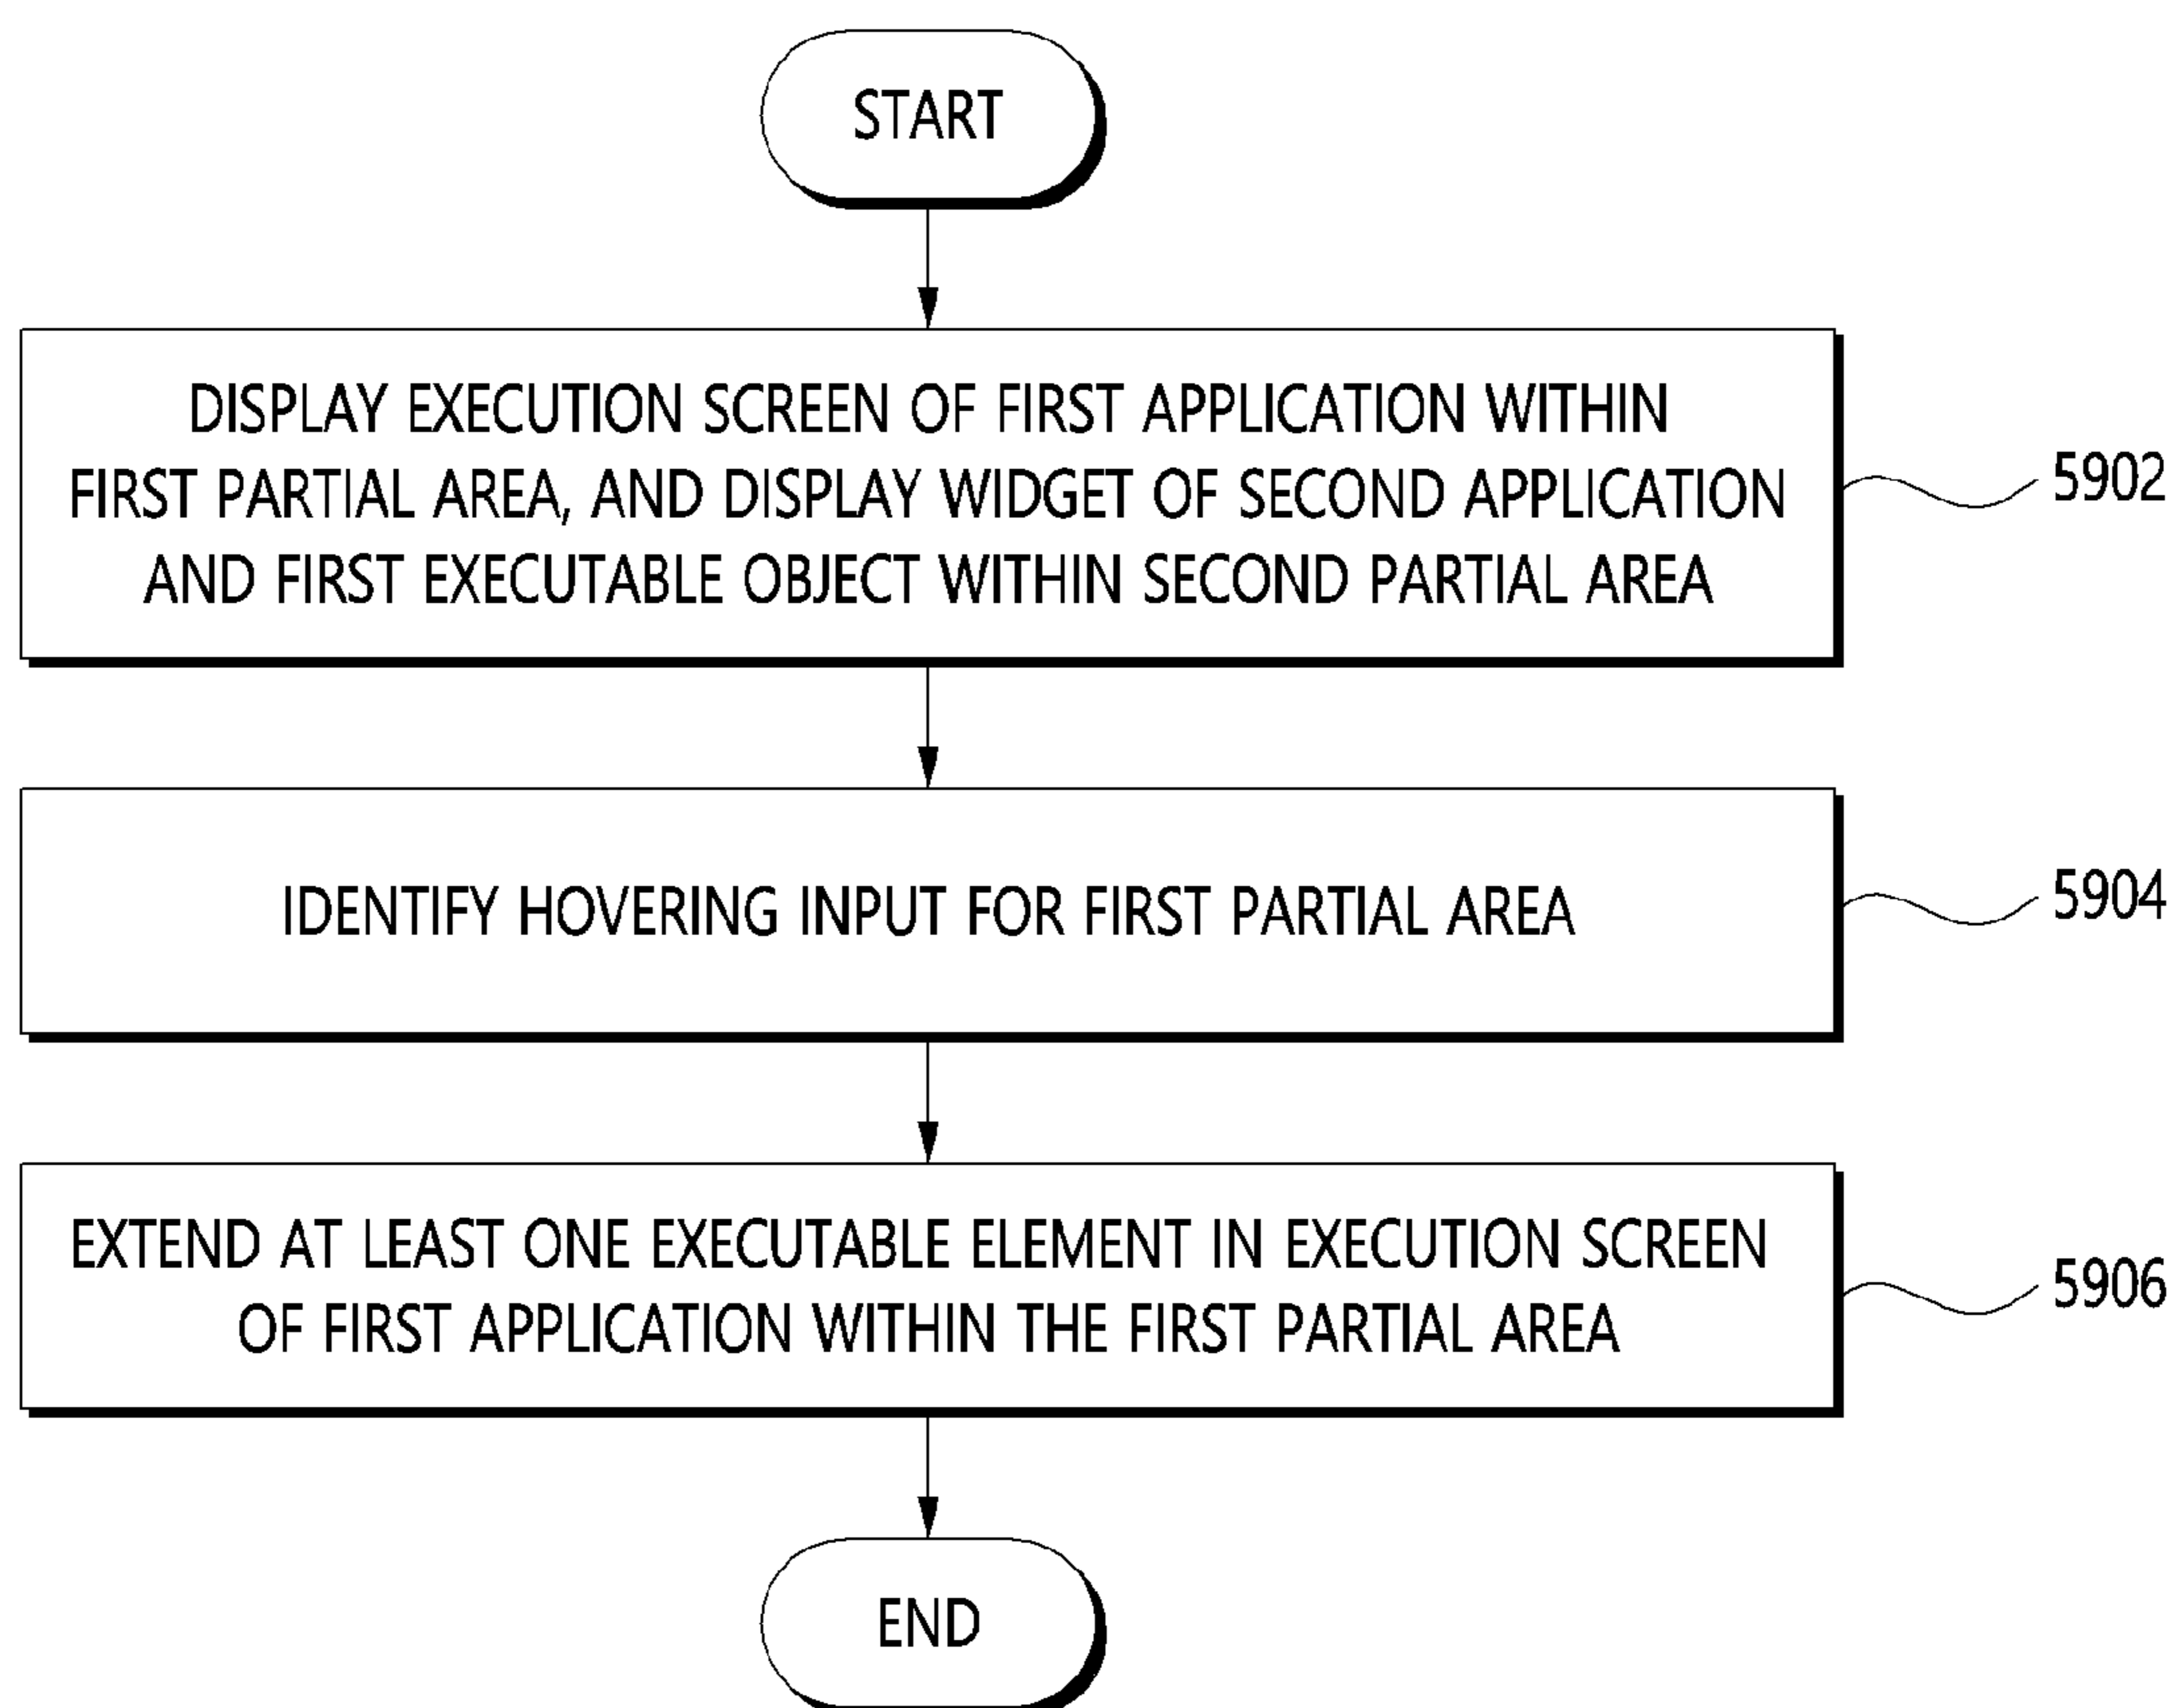 START
DISPLAY EXECUTION SCREEN OF FIRST APPLICATION WITHIN
FIRST PARTIAL AREA, AND DISPLAY WIDGET OF SECOND APPLICATION
AND FIRST EXECUTABLE OBJECT WITHIN SECOND PARTIAL AREA
5902
IDENTIFY HOVERING INPUT FOR FIRST PARTIAL AREA
5904
EXTEND AT LEAST ONE EXECUTABLE ELEMENT IN EXECUTION SCREEN
OF FIRST APPLICATION WITHIN THE FIRST PARTIAL AREA
5906
END